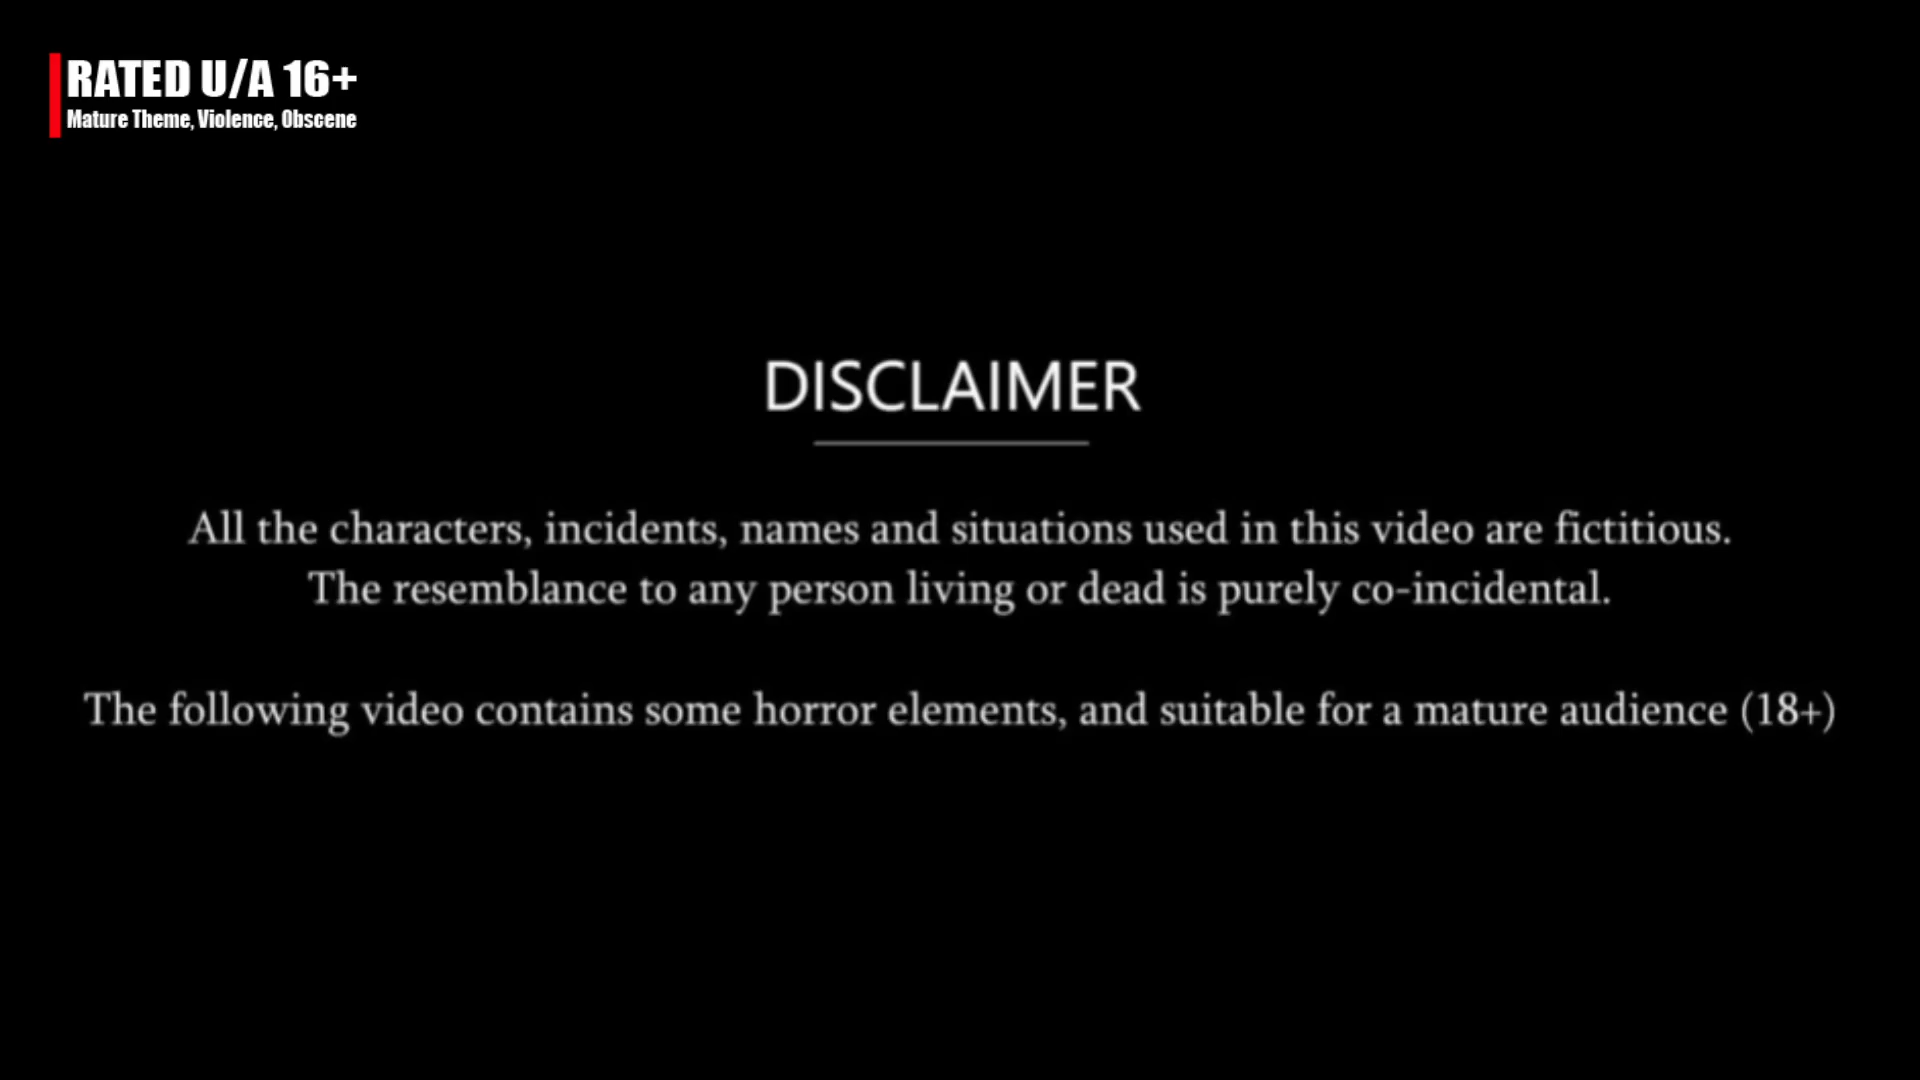 RATED U/A 16+
Mature Theme, Violence, Obscene
DISCLAIMER
All the characters, incidents, names and situations used in this video are fictitious.
The resemblance to any person living or dead is purely co-incidental.
The following video contains some horror elements, and suitable for a mature audience (18+)